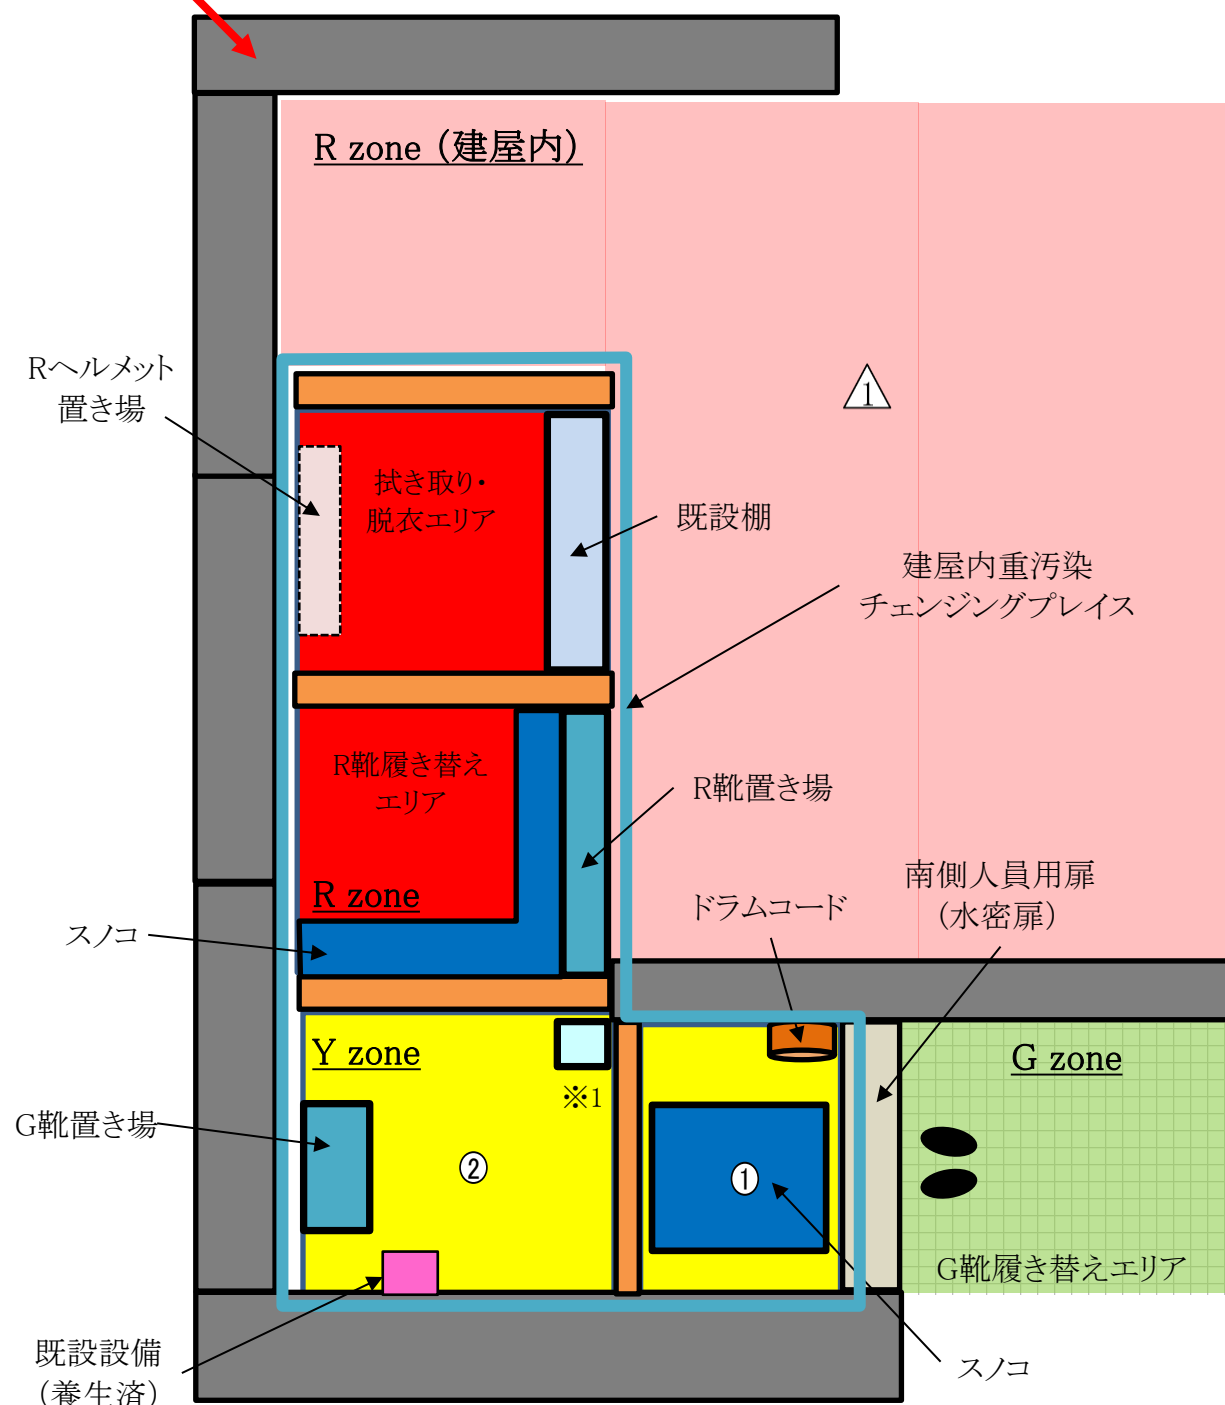 R zone（建屋内）
Rヘルメット
置き場
1
拭き取り・
脱衣エリア
既設棚
建屋内重汚染
チェンジングプレイス
R靴履き替え
エリア
R靴置き場
南側人員用扉
（水密扉）
R zone
ドラムコード
スノコ
Y zone
G zone
※1
G靴置き場
②
①
G靴履き替えエリア
既設設備
（養生済）
スノコ